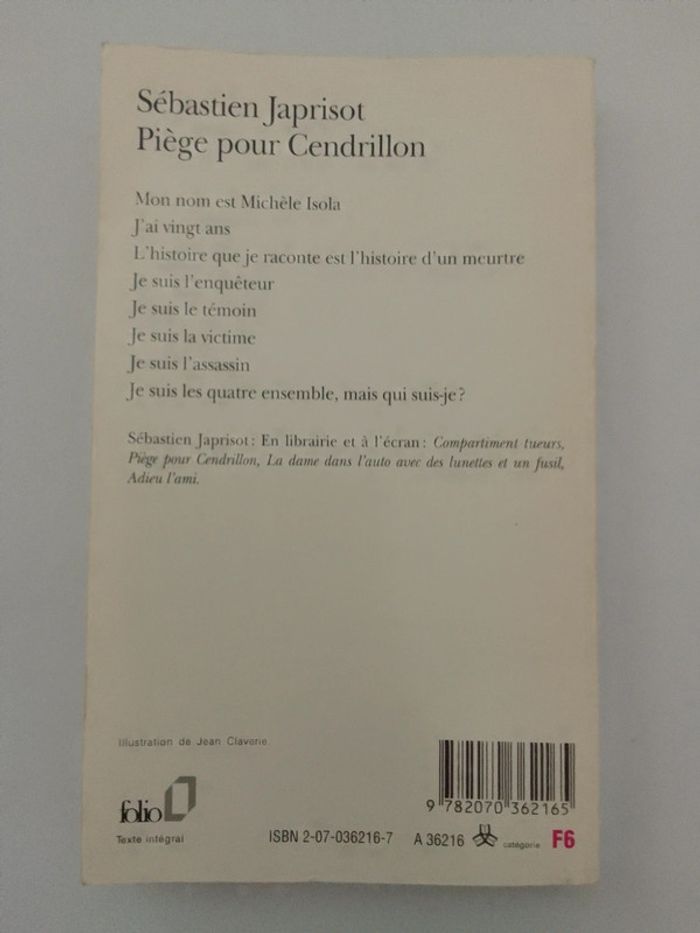 Sébastien Japrisot
Piège pour Cendrillon
Mon nom est Michèle Isola
J'ai vingt ans
L'histoire que je raconte est l'histoire d'un meurtre
Je suis l'enquêteur
Je suis le témoin
Je suis la victime
Je suis l'assassin
Je suis les quatre ensemble, mais qui suis-je ?
Sébastien Japrisot : En librairie et à l'écran : Compartiment tueurs,
Piège pour Cendrillon, La dame dans l'auto avec des lunettes et un fusil,
Adieu l'ami.
Illustration de Jean Claverie.
9 782070 362165
folio
Texte intégral
ISBN 2-07-036216-7 A 36216 catégorie F6